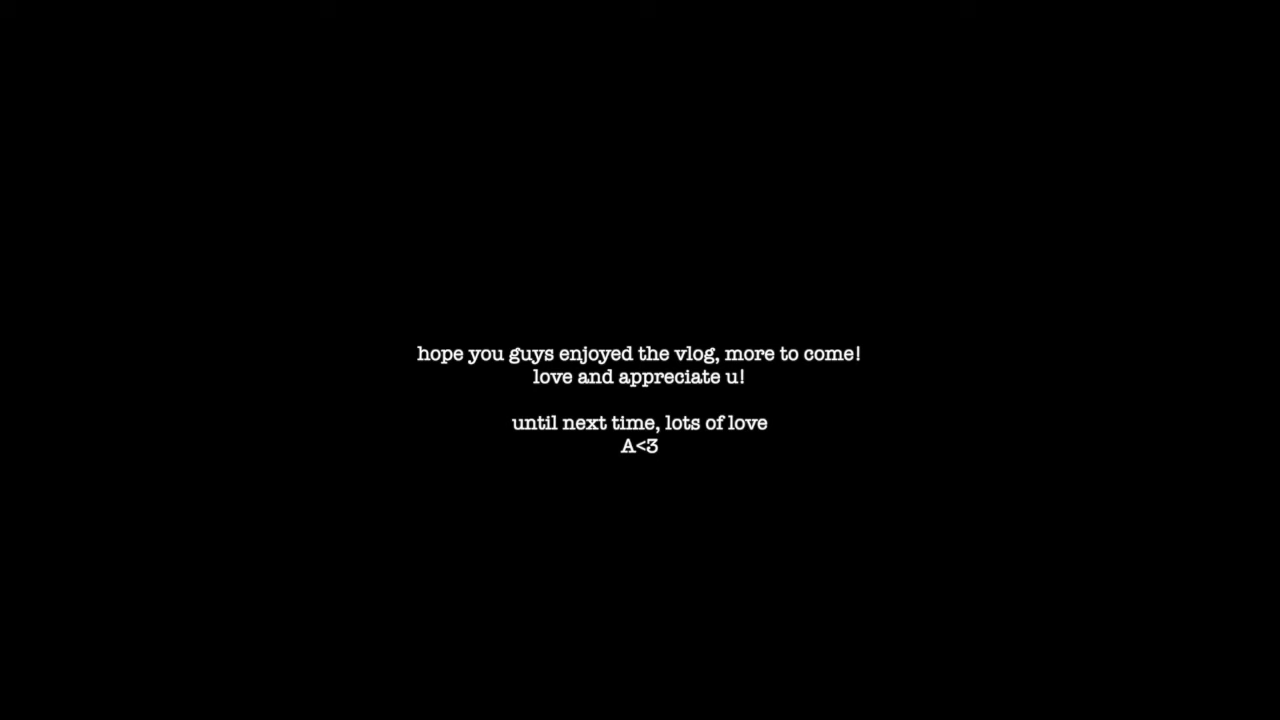 hope you guys enjoyed the vlog, more to come!
love and appreciate u!
until next time, lots of love
A<3